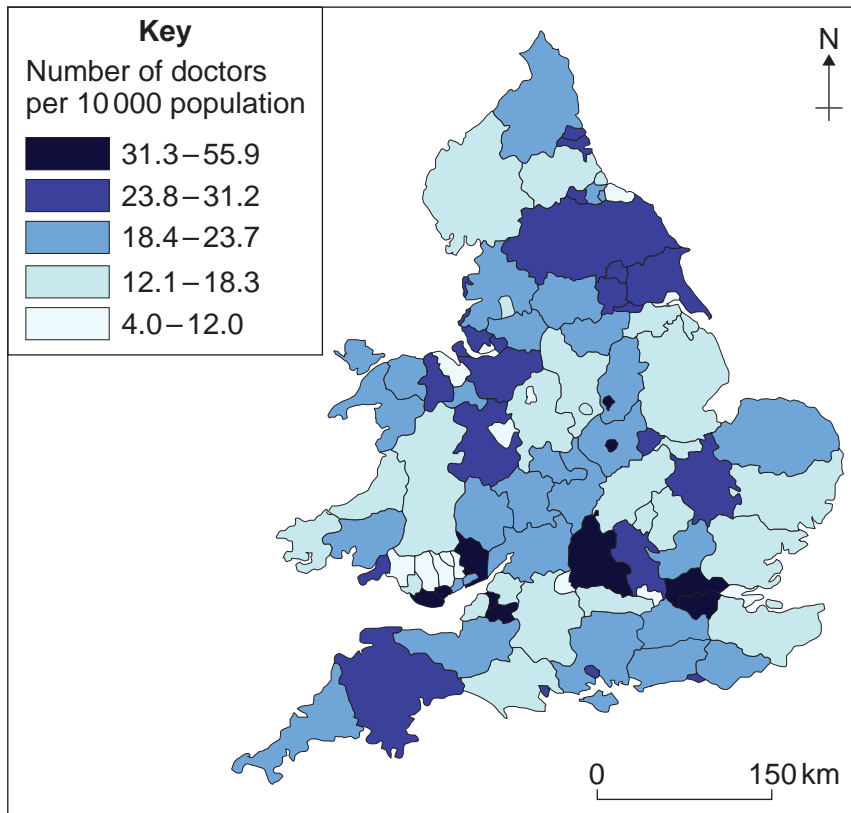 Key
Number of doctors
per 10 000 population
31.3–55.9
23.8–31.2
18.4–23.7
12.1–18.3
4.0–12.0
N
0 150 km